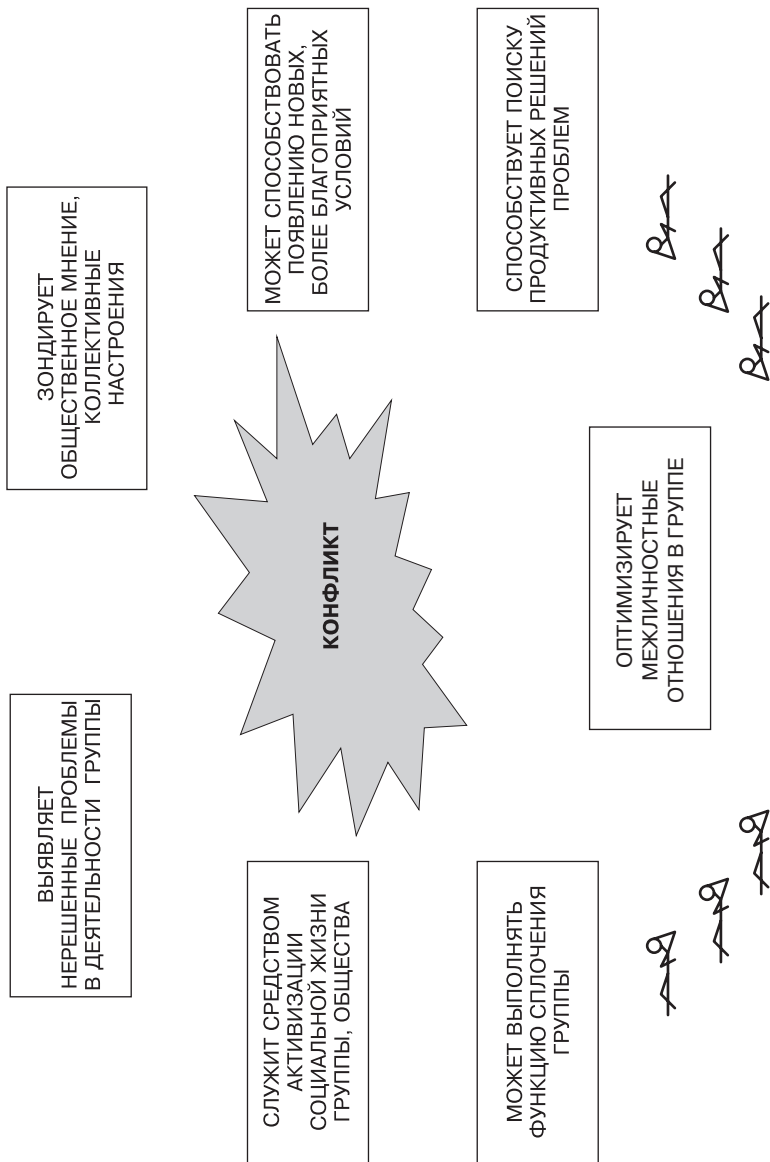 ВЫЯВЛЯЕТ
НЕРЕШЕННЫЕ ПРОБЛЕМЫ
В ДЕЯТЕЛЬНОСТИ ГРУППЫ
ЗОНДИРУЕТ
ОБЩЕСТВЕННОЕ МНЕНИЕ,
КОЛЛЕКТИВНЫЕ
НАСТРОЕНИЯ
СЛУЖИТ СРЕДСТВОМ
АКТИВИЗАЦИИ
СОЦИАЛЬНОЙ ЖИЗНИ
ГРУППЫ, ОБЩЕСТВА
КОНФЛИКТ
МОЖЕТ СПОСОБСТВОВАТЬ
ПОЯВЛЕНИЮ НОВЫХ,
БОЛЕЕ БЛАГОПРИЯТНЫХ
УСЛОВИЙ
МОЖЕТ ВЫПОЛНЯТЬ
ФУНКЦИЮ СПЛОЧЕНИЯ
ГРУППЫ
СПОСОБСТВУЕТ ПОИСКУ
ПРОДУКТИВНЫХ РЕШЕНИЙ
ПРОБЛЕМ
ОПТИМИЗИРУЕТ
МЕЖЛИЧНОСТНЫЕ
ОТНОШЕНИЯ В ГРУППЕ